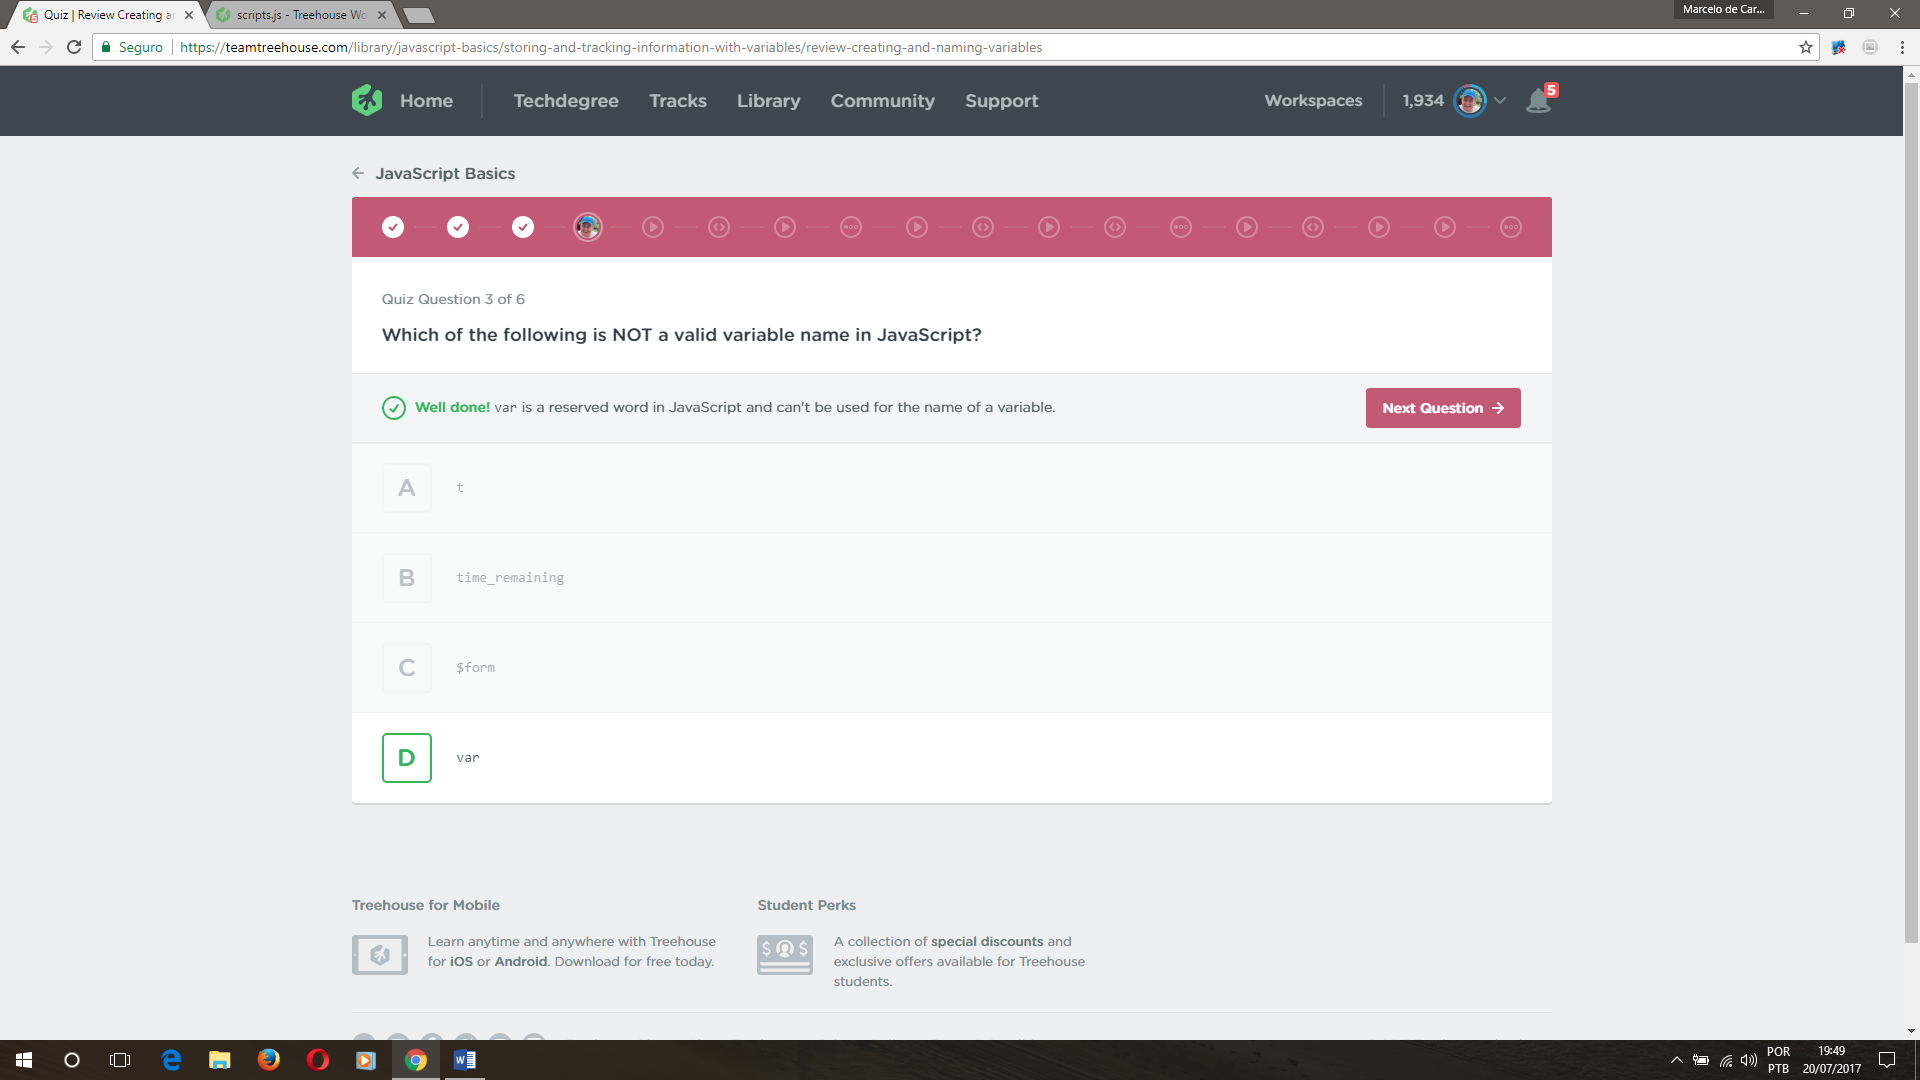 Quiz | Review Creating an
scripts.js - Treehouse Wo
Marcelo de Car...
Seguro
https://teamtreehouse.com/library/javascript-basics/storing-and-tracking-information-with-variables/review-creating-and-naming-variables
Home
Techdegree
Tracks
Library
Community
Support
Workspaces
1,934
5
JavaScript Basics
Quiz Question 3 of 6
Which of the following is NOT a valid variable name in JavaScript?
Well done! var is a reserved word in JavaScript and can't be used for the name of a variable.
Next Question
A t
B time_remaining
C $form
D var
Treehouse for Mobile
Learn anytime and anywhere with Treehouse
for iOS or Android. Download for free today.
Student Perks
A collection of special discounts and
exclusive offers available for Treehouse
students.
POR
PTB
19:49
20/07/2017